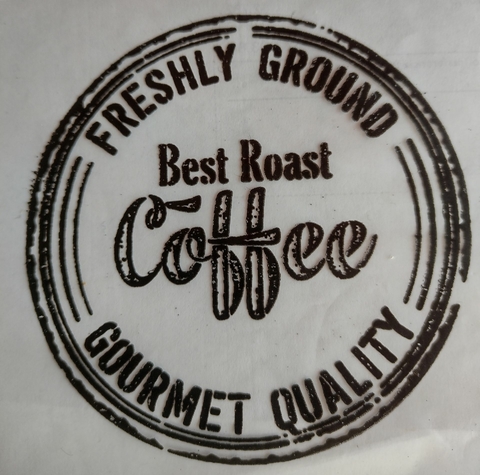 FRESHLY GROUND
Best Roast
Coffee
GOURMET QUALITY